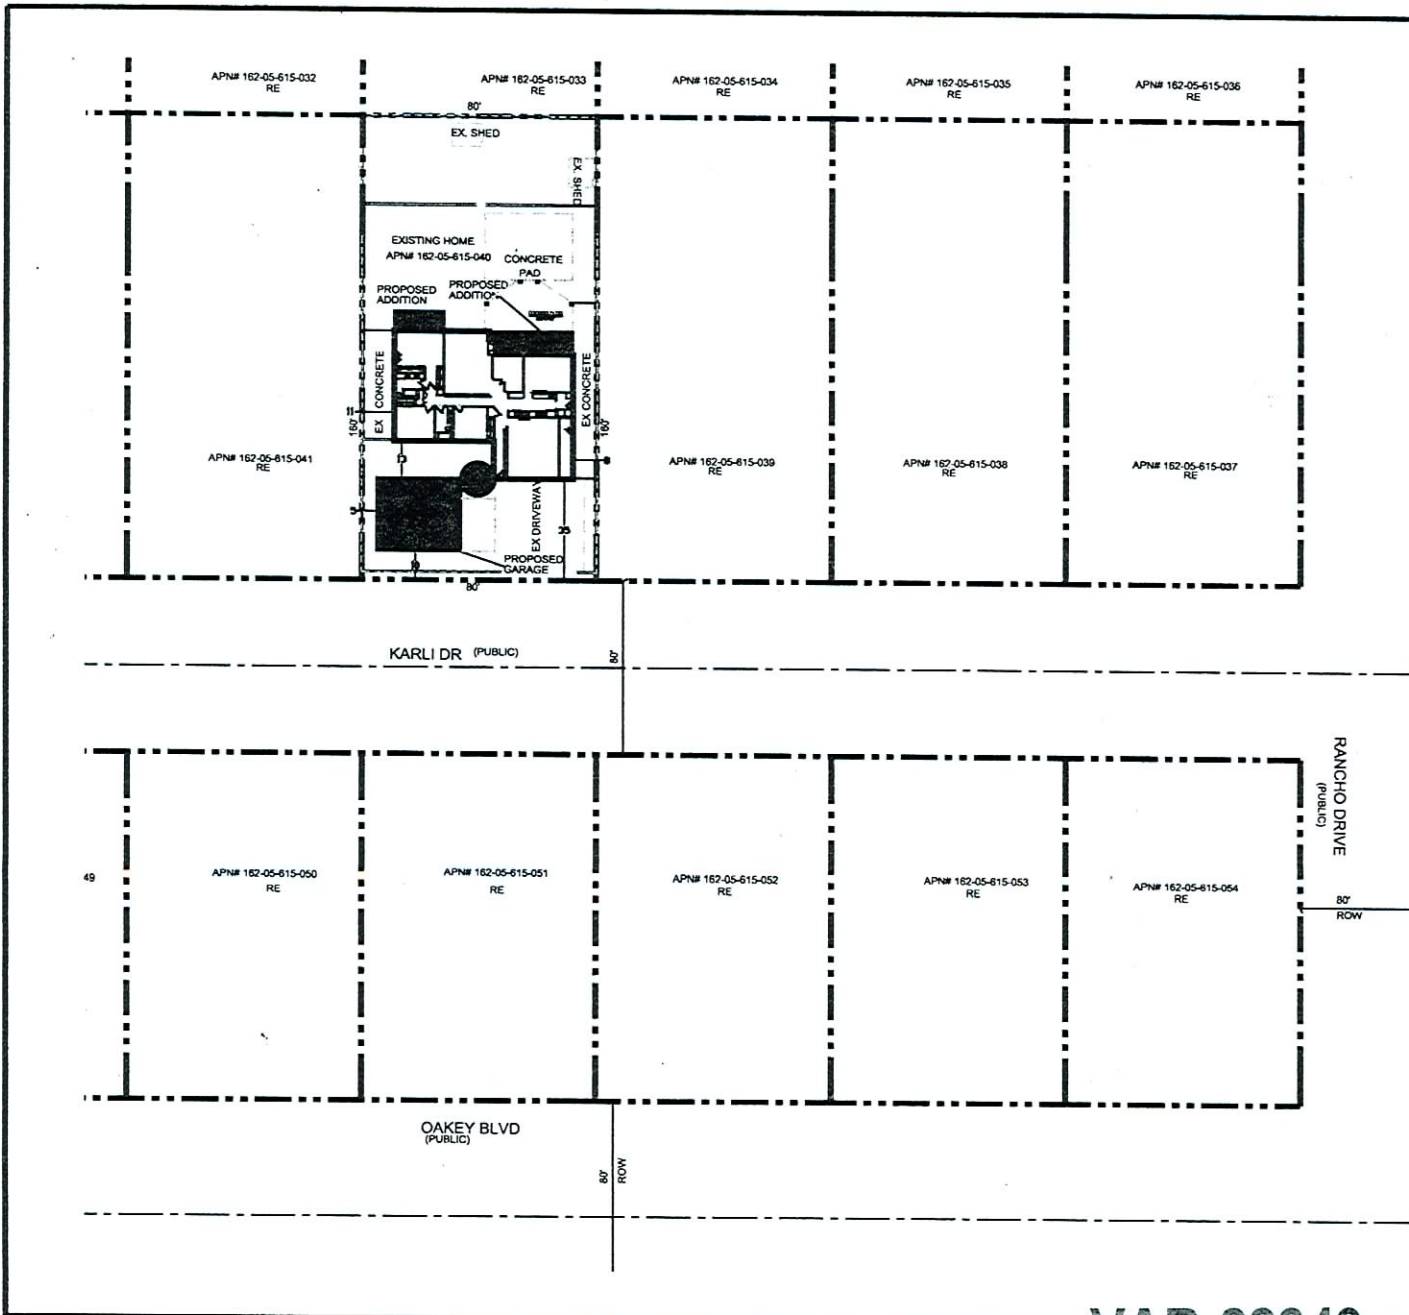 APN# 162-05-615-032
RE
APN# 162-05-615-033
RE
APN# 162-05-615-034
RE
APN# 162-05-615-035
RE
APN# 162-05-615-036
RE
80'
EX. SHED
EX. SHED
EXISTING HOME
APN# 162-05-615-040
CONCRETE
PAD
PROPOSED
ADDITION
PROPOSED
ADDITION
EX CONCRETE
EX CONCRETE
11
160'
160'
13
5
35
10
EX DRIVEWAY
PROPOSED
GARAGE
80'
APN# 162-05-615-041
RE
APN# 162-05-615-039
RE
APN# 162-05-615-038
RE
APN# 162-05-615-037
RE
KARLI DR (PUBLIC)
80'
RANCHO DRIVE
(PUBLIC)
49
APN# 162-05-615-050
RE
APN# 162-05-615-051
RE
APN# 162-05-615-052
RE
APN# 162-05-615-053
RE
APN# 162-05-615-054
RE
80'
ROW
OAKEY BLVD
(PUBLIC)
80'
ROW